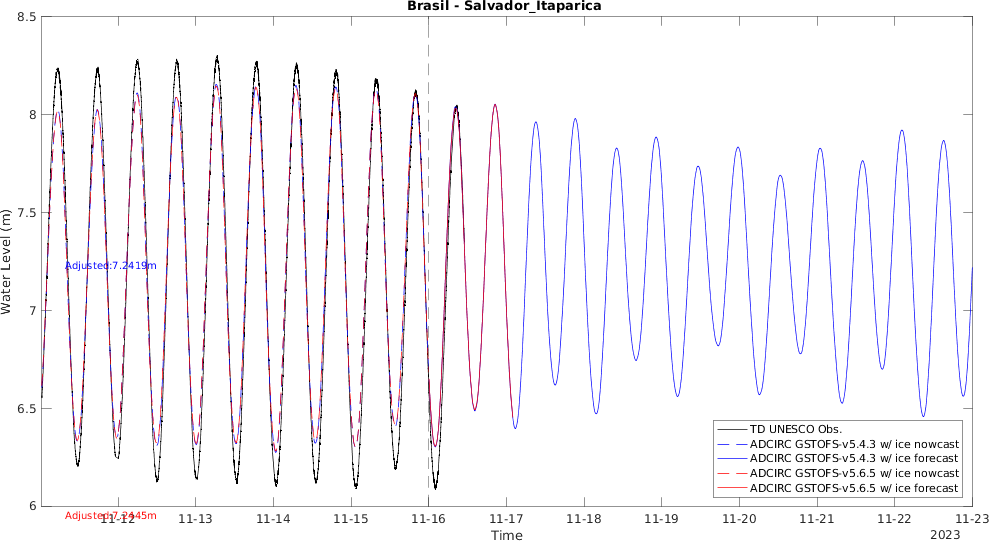 Brasil - Salvador_Itaparica
8.5
8
7.5
7
6.5
6
Water Level (m)
Adjusted:7.2419m
Adjusted:7.2445m
11-12
11-13
11-14
11-15
11-16
11-17
11-18
11-19
11-20
11-21
11-22
11-23
Time
2023
TD UNESCO Obs.
ADCIRC GSTOFS-v5.4.3 w/ ice nowcast
ADCIRC GSTOFS-v5.4.3 w/ ice forecast
ADCIRC GSTOFS-v5.6.5 w/ ice nowcast
ADCIRC GSTOFS-v5.6.5 w/ ice forecast